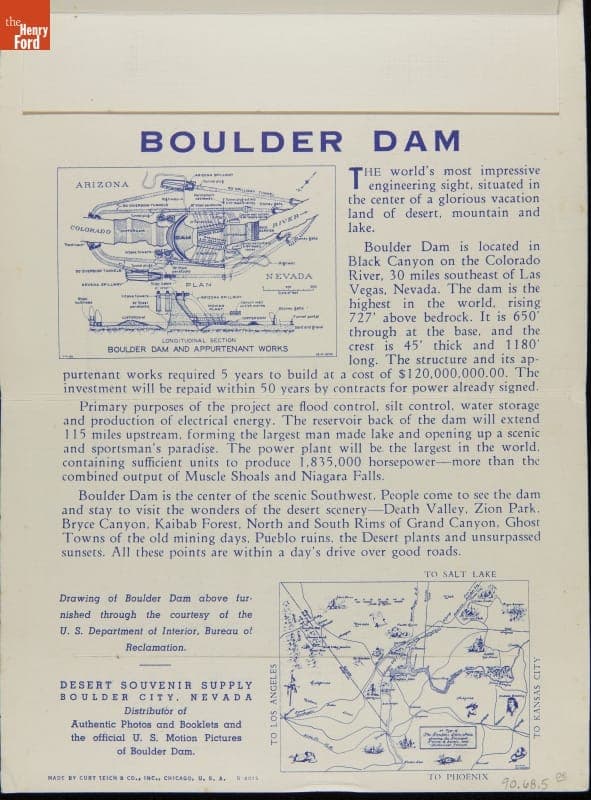 the
Henry
Ford
BOULDER DAM
ARIZONA
ARIZONA SPILLWAY
COLORADO
RIVER
NEVADA
NEVADA SPILLWAY
PLAN
LONGITUDINAL SECTION
BOULDER DAM AND APPURTENANT WORKS
THE world's most impressive
engineering sight, situated in
the center of a glorious vacation
land of desert, mountain and
lake.
Boulder Dam is located in
Black Canyon on the Colorado
River, 30 miles southeast of Las
Vegas, Nevada. The dam is the
highest in the world, rising
727' above bedrock. It is 650'
through at the base, and the
crest is 45' thick and 1180'
long. The structure and its ap-
purtenant works required 5 years to build at a cost of $120,000,000.00. The
investment will be repaid within 50 years by contracts for power already signed.
Primary purposes of the project are flood control, silt control, water storage
and production of electrical energy. The reservoir back of the dam will extend
115 miles upstream, forming the largest man made lake and opening up a scenic
and sportsman's paradise. The power plant will be the largest in the world,
containing sufficient units to produce 1,835,000 horsepower—more than the
combined output of Muscle Shoals and Niagara Falls.
Boulder Dam is the center of the scenic Southwest. People come to see the dam
and stay to visit the wonders of the desert scenery—Death Valley, Zion Park,
Bryce Canyon, Kaibab Forest, North and South Rims of Grand Canyon, Ghost
Towns of the old mining days, Pueblo ruins, the Desert plants and unsurpassed
sunsets. All these points are within a day's drive over good roads.
Drawing of Boulder Dam above fur-
nished through the courtesy of the
U. S. Department of Interior, Bureau of
Reclamation.
DESERT SOUVENIR SUPPLY
BOULDER CITY, NEVADA
Distributor of
Authentic Photos and Booklets and
the official U. S. Motion Pictures
of Boulder Dam.
TO SALT LAKE
TO LOS ANGELES
TO KANSAS CITY
TO PHOENIX
MADE BY CURT TEICH & CO., INC., CHICAGO, U. S. A.
90.68.5